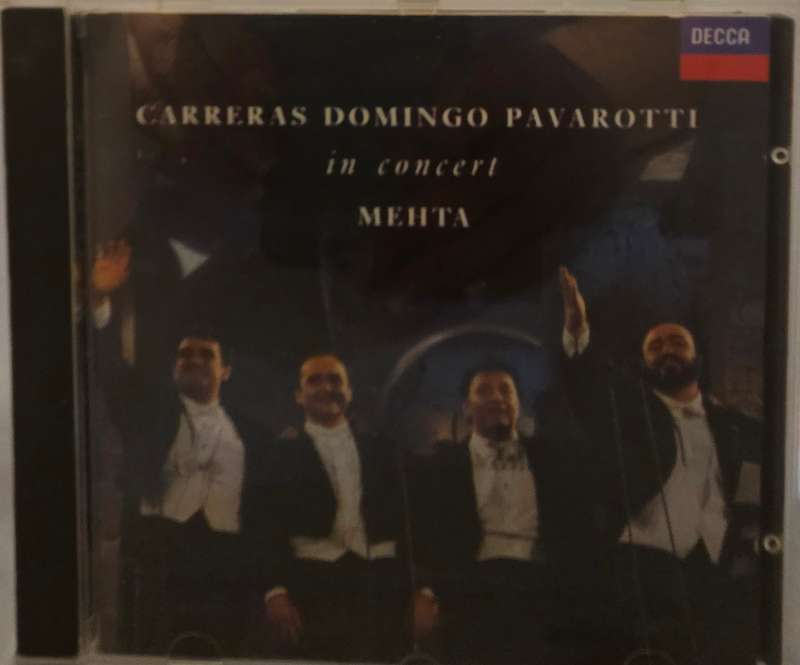 DECCA
CARRERAS DOMINGO PAVAROTTI
in concert
MEHTA